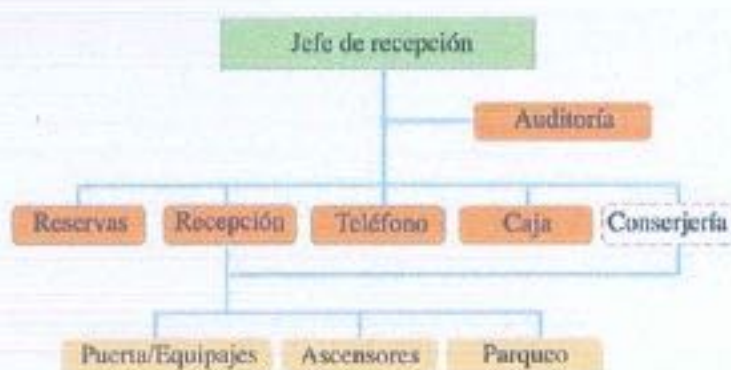 Jefe de recepción
Auditoría
Reservas Recepción Teléfono Caja Conserjería
Puerta/Equipajes Ascensores Parqueo